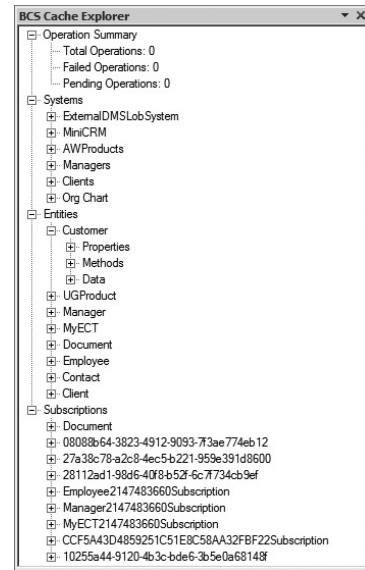 BCS Cache Explorer
Operation Summary
Total Operations: 0
Failed Operations: 0
Pending Operations: 0
Systems
ExternalDMSLobSystem
MiniCRM
AWProducts
Managers
Clients
Org Chart
Entities
Customer
Properties
Methods
Data
UGProduct
Manager
MyECT
Document
Employee
Contact
Client
Subscriptions
Document
08088b64-3823-4912-9093-7f3ae774eb12
27a38c78-a2c8-4ec5-b221-959e391d8600
28112ad1-98d6-40f8-b52f-6c7f734cb9ef
Employee2147483660Subscription
Manager2147483660Subscription
MyECT2147483660Subscription
CCF5A43D4859251C51E8C58AA32FBF22Subscription
10255a44-9120-4b3c-bde6-3b5e0a68148f